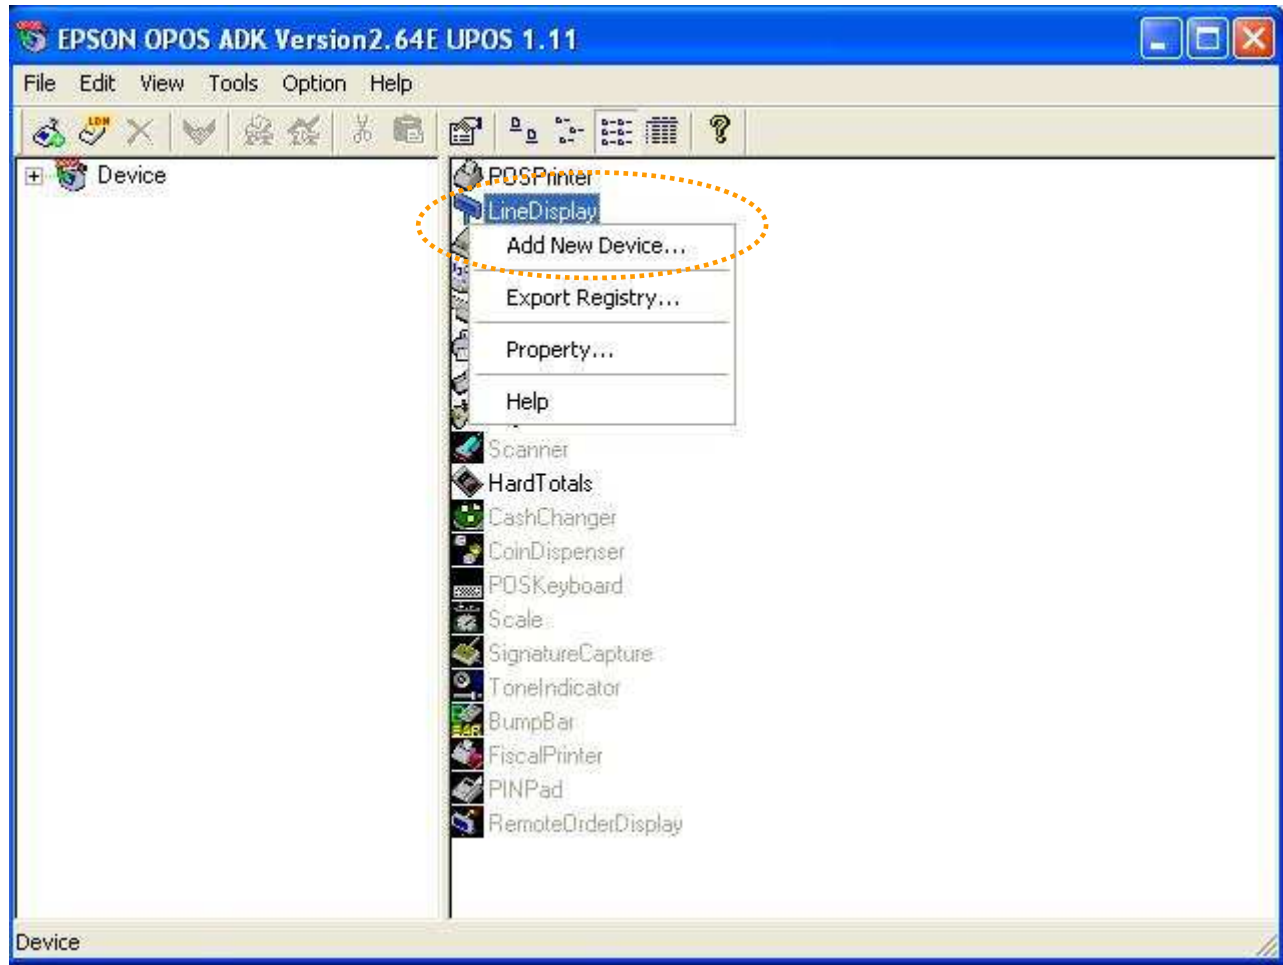 EPSON OPOS ADK Version2.64E UPOS 1.11
File Edit View Tools Option Help
LDN
Device
POSPrinter
LineDisplay
Add New Device...
Export Registry...
Property...
Help
Scanner
HardTotals
CashChanger
CoinDispenser
POSKeyboard
Scale
SignatureCapture
ToneIndicator
BumpBar
FiscalPrinter
PINPad
RemoteOrderDisplay
Device